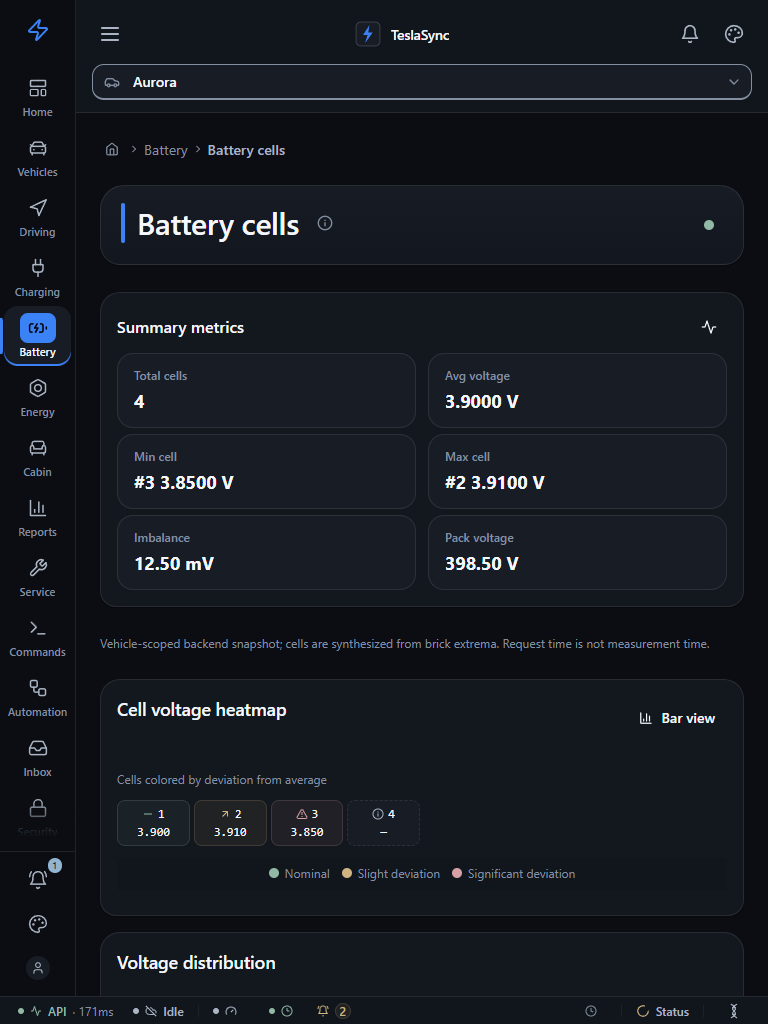 TeslaSync
Aurora
Home
Vehicles
Driving
Charging
Battery
Energy
Cabin
Reports
Service
Commands
Automation
Inbox
Security
1
Battery
Battery cells
Battery cells
Summary metrics
Total cells
4
Avg voltage
3.9000 V
Min cell
#3 3.8500 V
Max cell
#2 3.9100 V
Imbalance
12.50 mV
Pack voltage
398.50 V
Vehicle-scoped backend snapshot; cells are synthesized from brick extrema. Request time is not measurement time.
Cell voltage heatmap
Bar view
Cells colored by deviation from average
1
3.900
2
3.910
3
3.850
4
—
Nominal
Slight deviation
Significant deviation
Voltage distribution
API · 171ms
Idle
2
Status